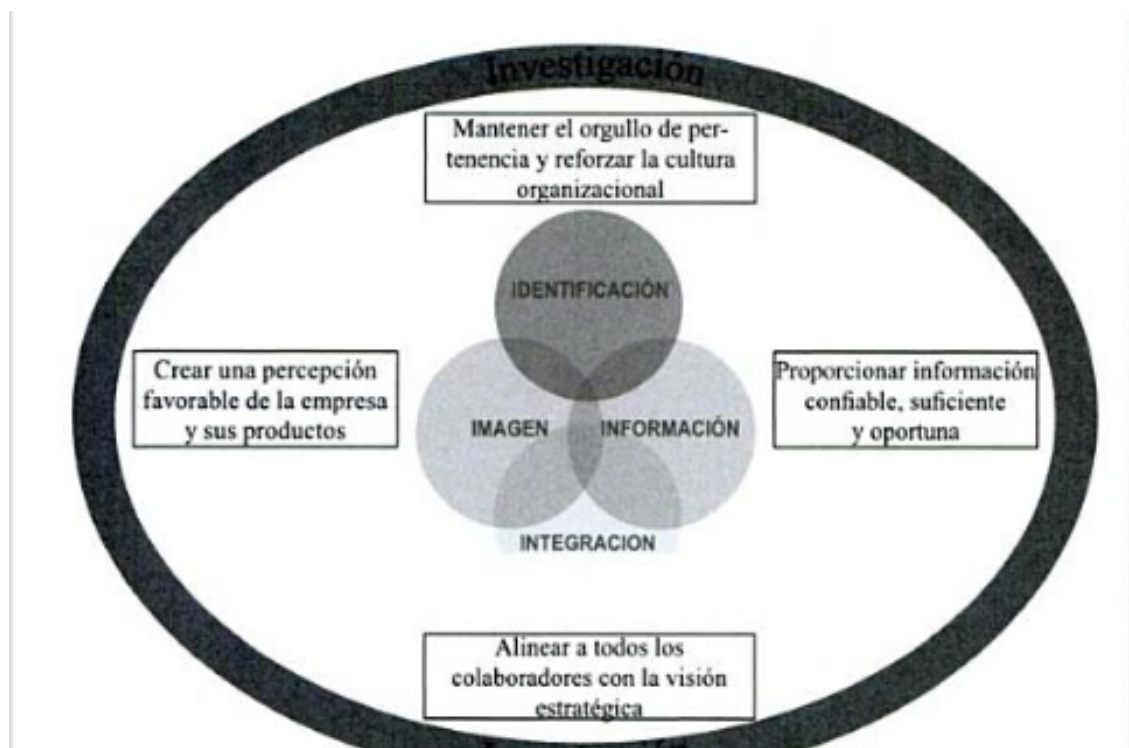 Investigación
Mantener el orgullo de per-
tenencia y reforzar la cultura
organizacional
IDENTIFICACIÓN
Crear una percepción
favorable de la empresa
y sus productos
IMAGEN
INFORMACIÓN
Proporcionar información
confiable, suficiente
y oportuna
INTEGRACION
Alinear a todos los
colaboradores con la visión
estratégica